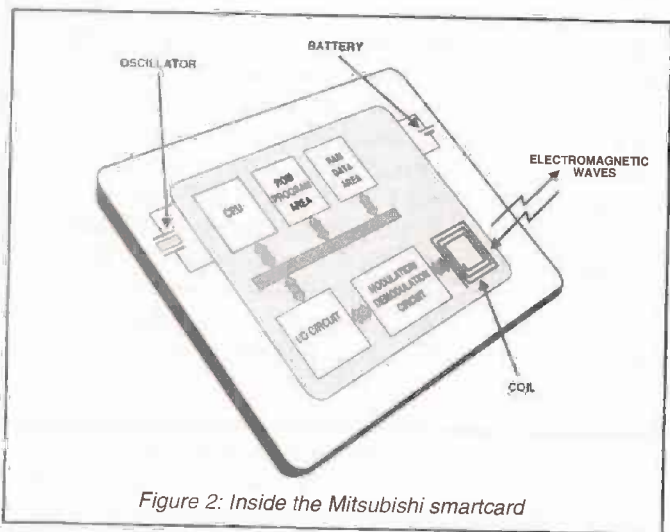 BATTERY
OSCILLATOR
ELECTROMAGNETIC
WAVES
CPU
ROM
PROGRAM
AREA
RAM
DATA
AREA
MODULATION
DEMODULATION
CIRCUIT
I/O CIRCUIT
COIL
Figure 2: Inside the Mitsubishi smartcard